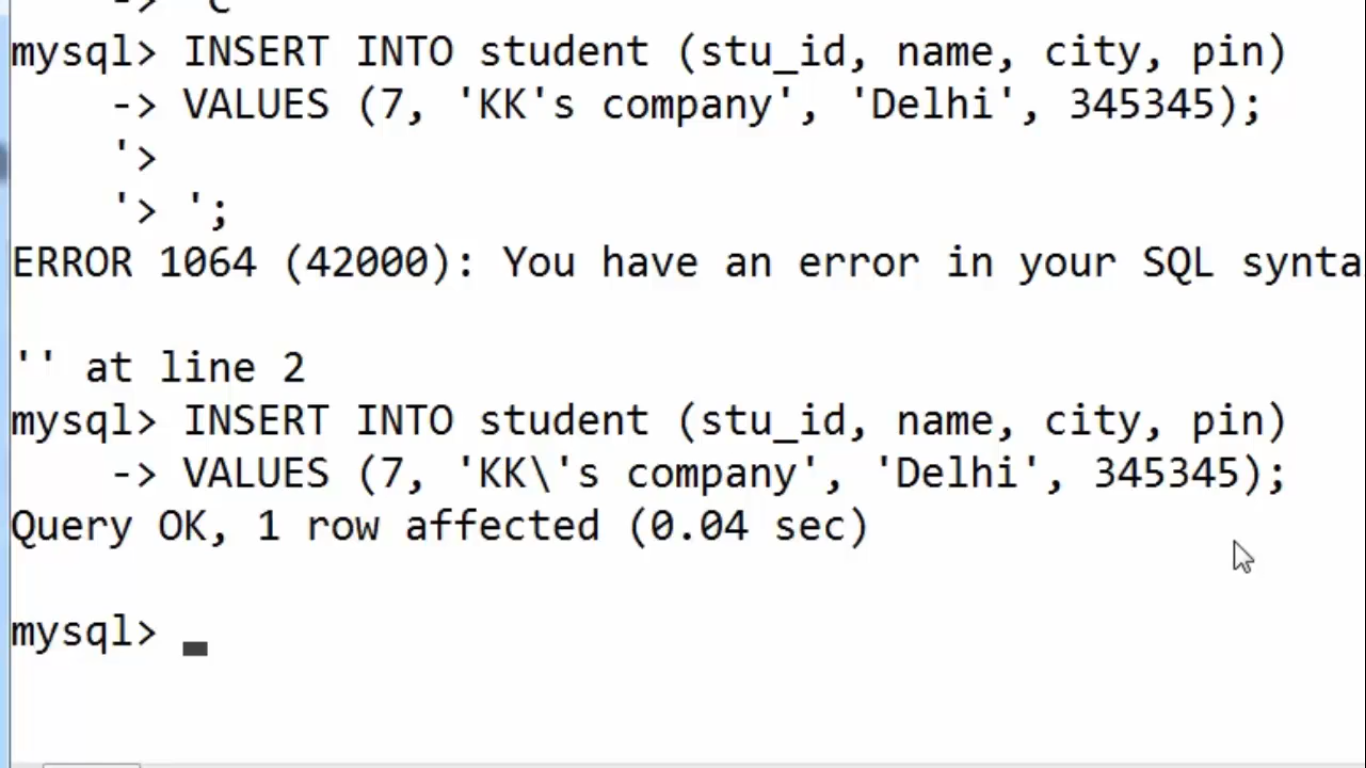 -> C
mysql> INSERT INTO student (stu_id, name, city, pin)
-> VALUES (7, 'KK's company', 'Delhi', 345345);
'>
'> ';
ERROR 1064 (42000): You have an error in your SQL synta
'' at line 2
mysql> INSERT INTO student (stu_id, name, city, pin)
-> VALUES (7, 'KK\'s company', 'Delhi', 345345);
Query OK, 1 row affected (0.04 sec)
mysql>